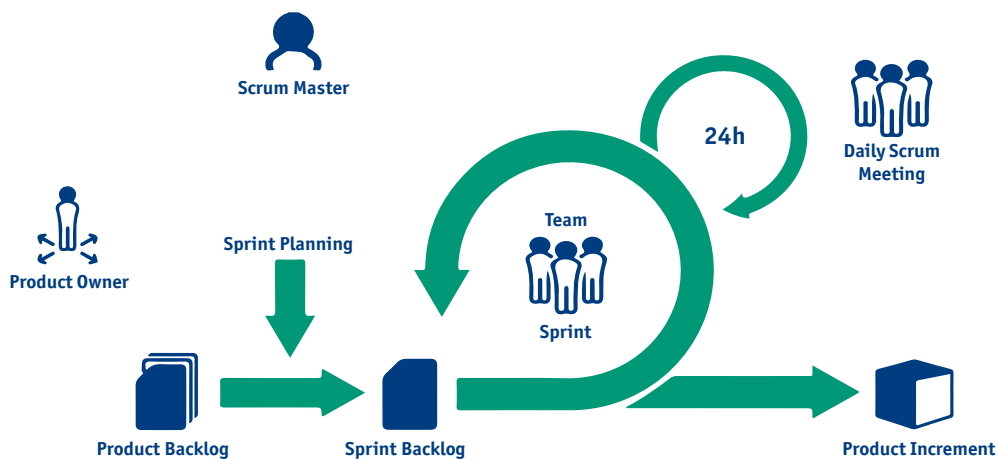 Scrum Master
24h
Daily Scrum
Meeting
Team
Sprint Planning
Product Owner
Sprint
Product Backlog
Sprint Backlog
Product Increment